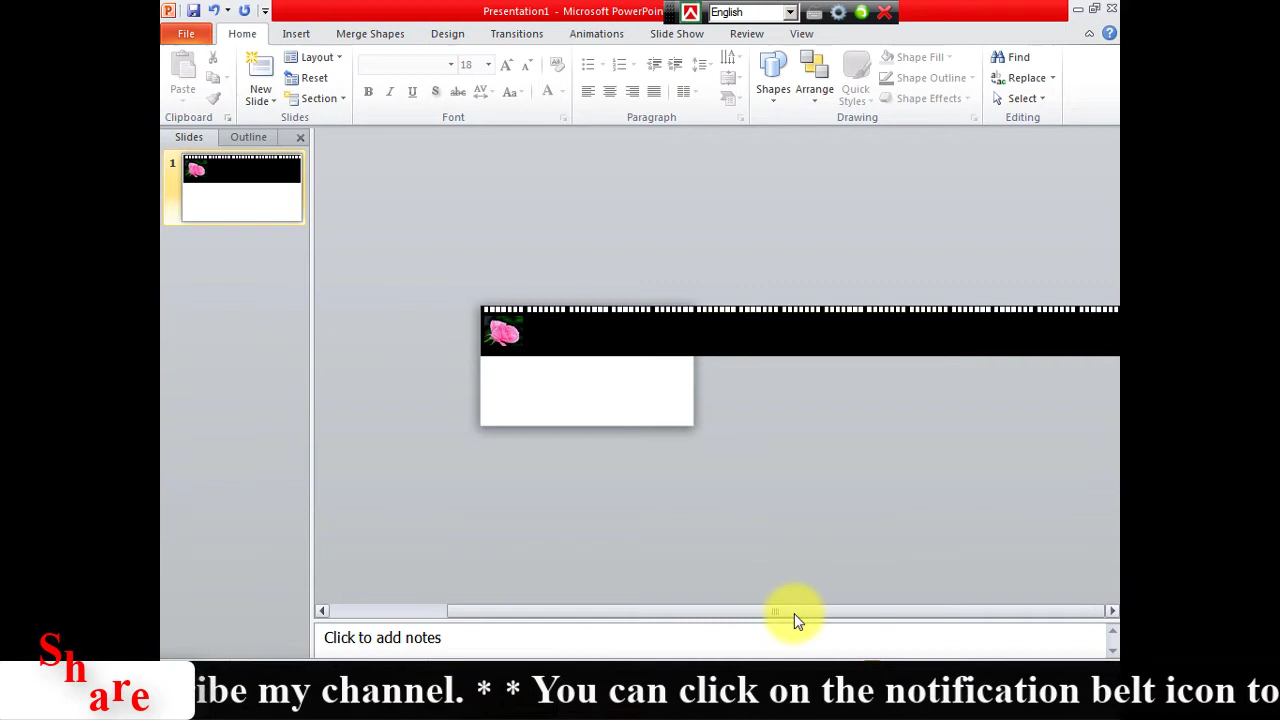 Presentation1 - Microsoft PowerPoin
English
File Home Insert Merge Shapes Design Transitions Animations Slide Show Review View
Paste
Clipboard
New
Slide
Layout
Reset
Section
Slides
18
B I U S abc AV Aa A
Font
Paragraph
Shapes
Arrange
Quick
Styles
Shape Fill
Shape Outline
Shape Effects
Drawing
Find
Replace
Select
Editing
Slides Outline
1
Click to add notes
Share
ibe my channel. * * You can click on the notification belt icon to